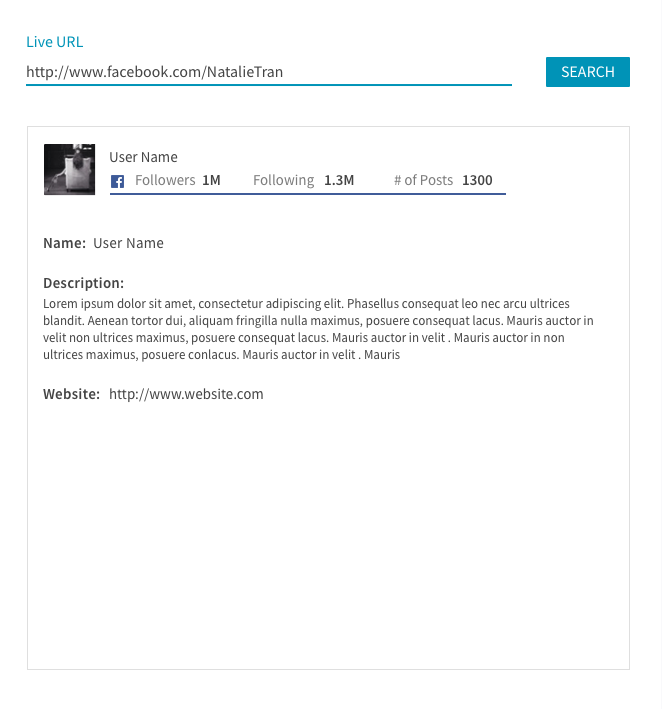 Live URL
http://www.facebook.com/NatalieTran SEARCH
User Name
Followers 1M Following 1.3M # of Posts 1300
Name: User Name
Description:
Lorem ipsum dolor sit amet, consectetur adipiscing elit. Phasellus consequat leo nec arcu ultrices
blandit. Aenean tortor dui, aliquam fringilla nulla maximus, posuere consequat lacus. Mauris auctor in
velit non ultrices maximus, posuere consequat lacus. Mauris auctor in velit . Mauris auctor in non
ultrices maximus, posuere conlacus. Mauris auctor in velit . Mauris
Website: http://www.website.com